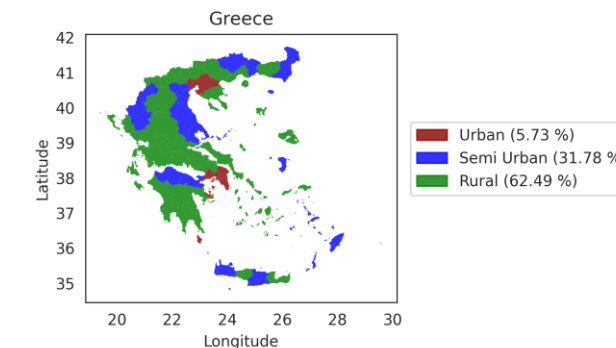 Greece
42
41
40
39
38
37
36
35
Latitude
20 22 24 26 28 30
Longitude
Urban (5.73 %)
Semi Urban (31.78 %
Rural (62.49 %)